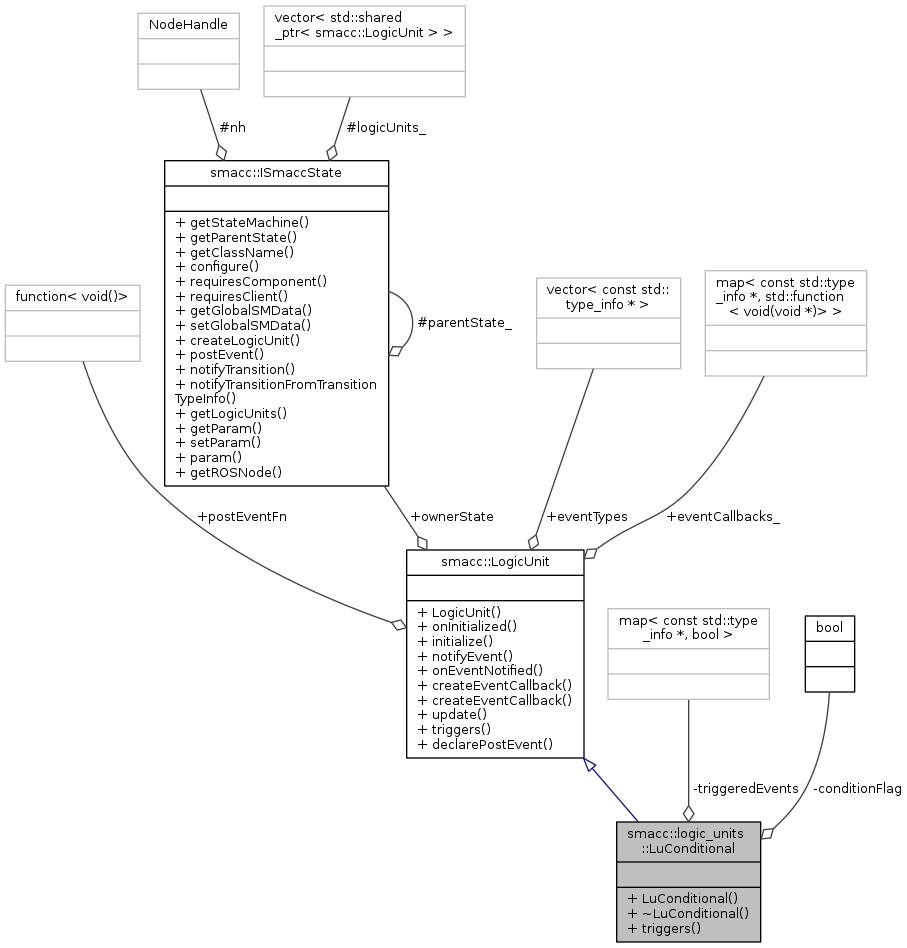 NodeHandle
vector< std::shared
_ptr< smacc::LogicUnit > >
#nh
#logicUnits_
smacc::ISmaccState
+ getStateMachine()
+ getParentState()
+ getClassName()
+ configure()
+ requiresComponent()
+ requiresClient()
+ getGlobalSMData()
+ setGlobalSMData()
+ createLogicUnit()
+ postEvent()
+ notifyTransition()
+ notifyTransitionFromTransition
TypeInfo()
+ getLogicUnits()
+ getParam()
+ setParam()
+ param()
+ getROSNode()
#parentState_
function< void()>
vector< const std::
type_info * >
map< const std::type
_info *, std::function
< void(void *)> >
+postEventFn
+ownerState
+eventTypes
+eventCallbacks_
smacc::LogicUnit
+ LogicUnit()
+ onInitialized()
+ initialize()
+ notifyEvent()
+ onEventNotified()
+ createEventCallback()
+ createEventCallback()
+ update()
+ triggers()
+ declarePostEvent()
map< const std::type
_info *, bool >
bool
-triggeredEvents
-conditionFlag
smacc::logic_units
::LuConditional
+ LuConditional()
+ ~LuConditional()
+ triggers()